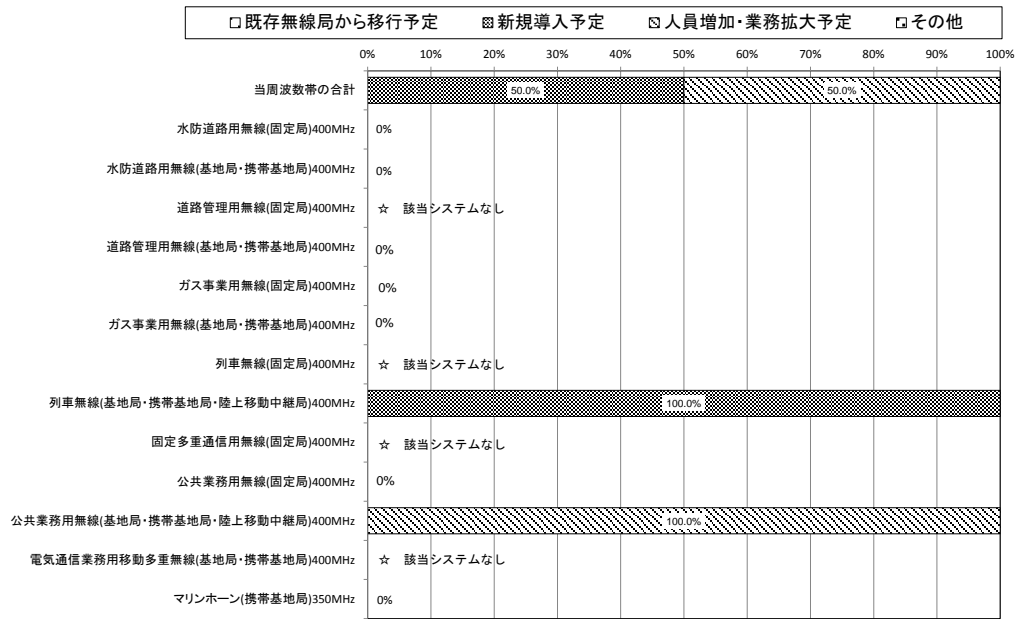 既存無線局から移行予定 新規導入予定 人員増加・業務拡大予定 その他
0% 10% 20% 30% 40% 50% 60% 70% 80% 90% 100%
当周波数帯の合計 50.0% 50.0%
水防道路用無線(固定局)400MHz 0%
水防道路用無線(基地局・携帯基地局)400MHz 0%
道路管理用無線(固定局)400MHz ☆ 該当システムなし
道路管理用無線(基地局・携帯基地局)400MHz 0%
ガス事業用無線(固定局)400MHz 0%
ガス事業用無線(基地局・携帯基地局)400MHz 0%
列車無線(固定局)400MHz ☆ 該当システムなし
列車無線(基地局・携帯基地局・陸上移動中継局)400MHz 100.0%
固定多重通信用無線(固定局)400MHz ☆ 該当システムなし
公共業務用無線(固定局)400MHz 0%
公共業務用無線(基地局・携帯基地局・陸上移動中継局)400MHz 100.0%
電気通信業務用移動多重無線(基地局・携帯基地局)400MHz ☆ 該当システムなし
マリンホーン(携帯基地局)350MHz 0%